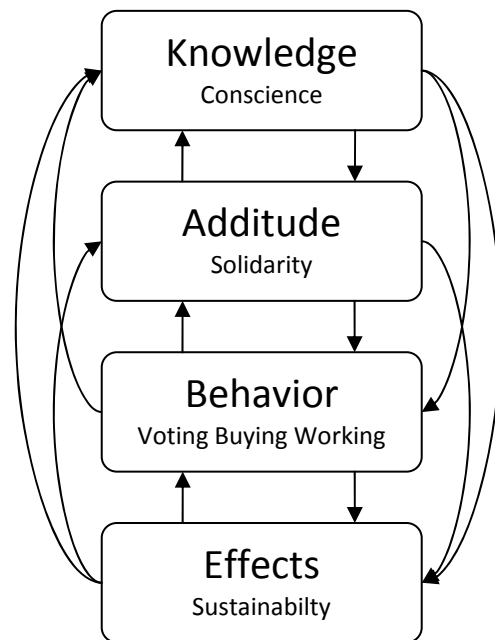 Knowledge
Conscience
Additude
Solidarity
Behavior
Voting Buying Working
Effects
Sustainabilty